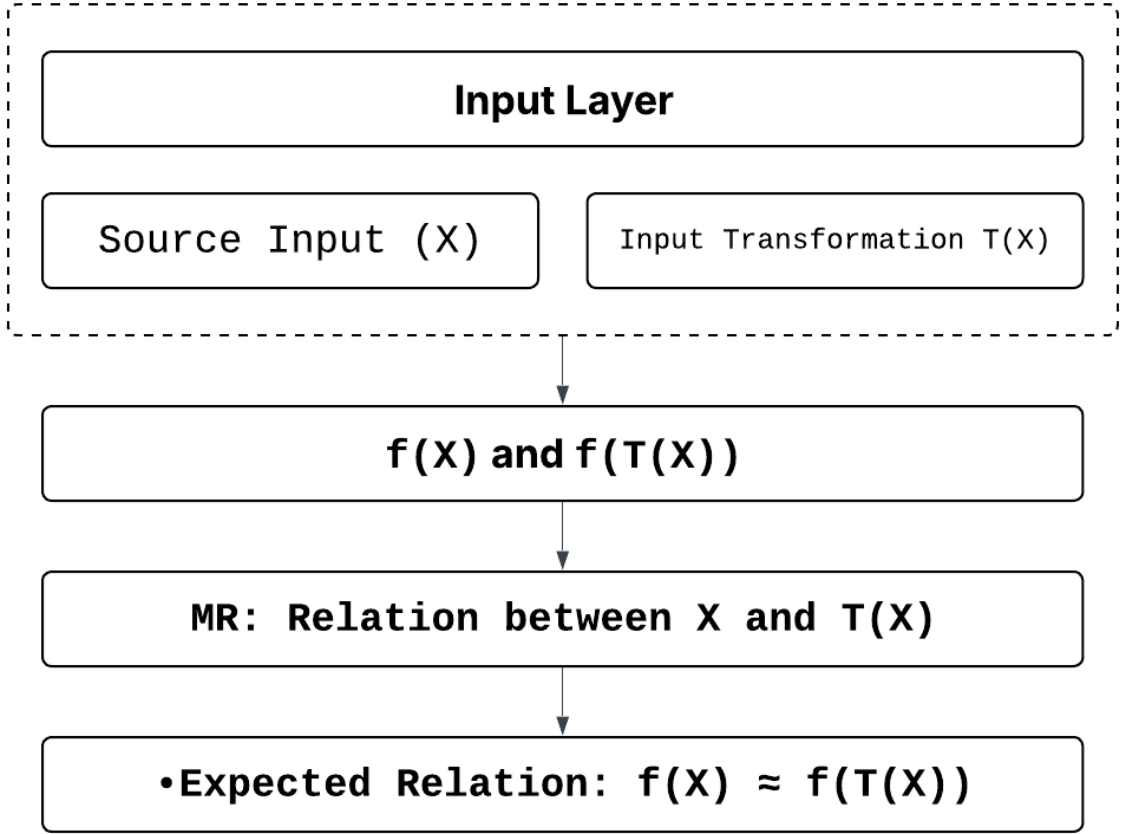 Input Layer
Source Input (X)
Input Transformation T(X)
f(X) and f(T(X))
MR: Relation between X and T(X)
•Expected Relation: f(X) ≈ f(T(X))